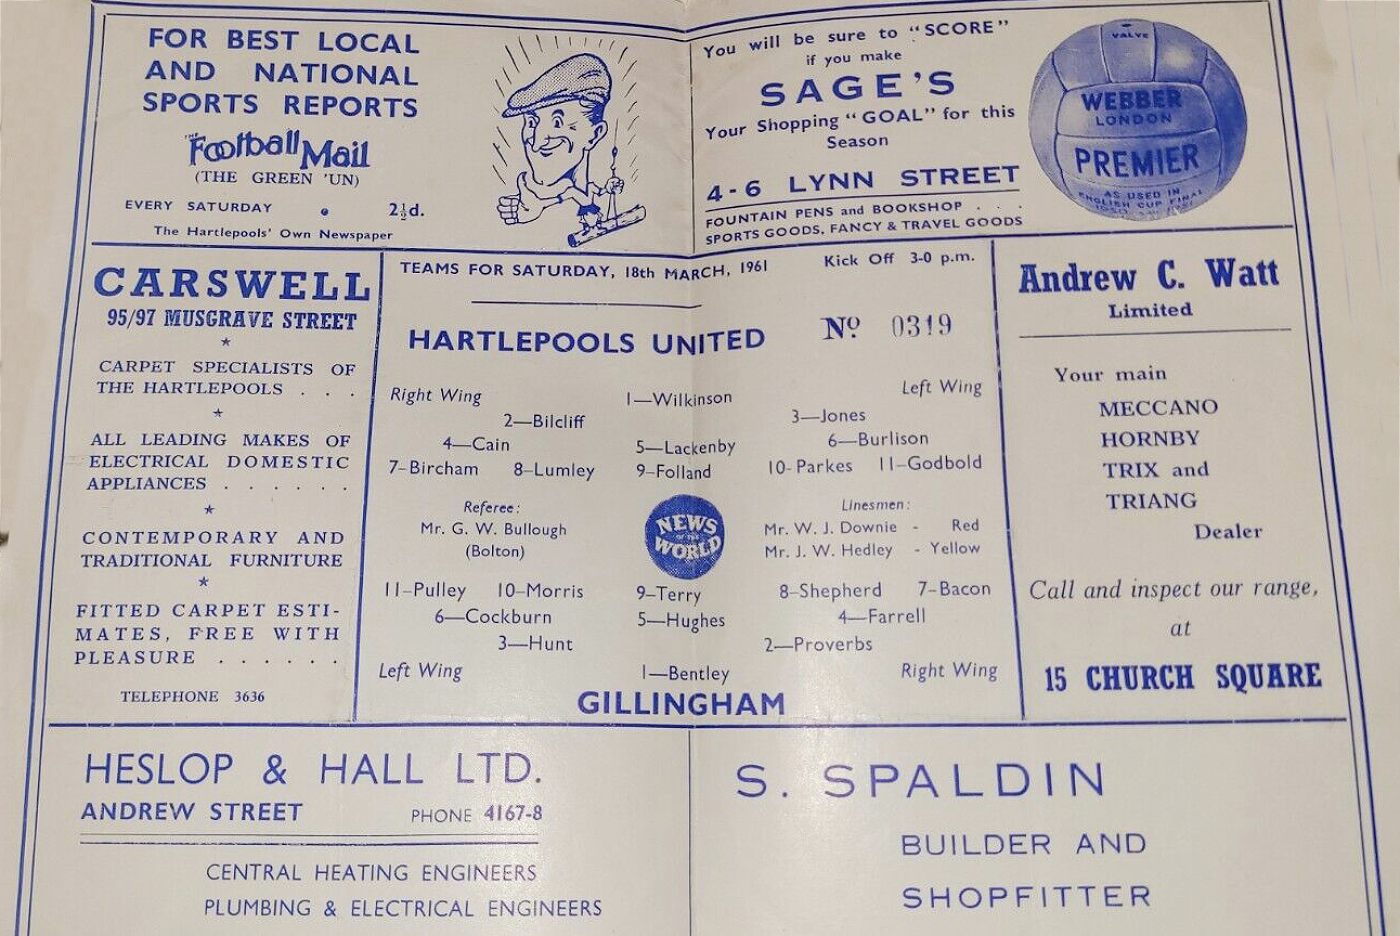 FOR BEST LOCAL
AND NATIONAL
SPORTS REPORTS
THE Football Mail
(THE GREEN 'UN)
EVERY SATURDAY • 2½d.
The Hartlepools' Own Newspaper
You will be sure to "SCORE"
if you make
SAGE'S
Your Shopping "GOAL" for this
Season
4-6 LYNN STREET
FOUNTAIN PENS and BOOKSHOP . . .
SPORTS GOODS, FANCY & TRAVEL GOODS
VALVE
WEBBER
LONDON
PREMIER
AS USED IN
ENGLISH CUP FINAL
CARSWELL
95/97 MUSGRAVE STREET
★
CARPET SPECIALISTS OF
THE HARTLEPOOLS . . .
★
ALL LEADING MAKES OF
ELECTRICAL DOMESTIC
APPLIANCES . . . . . .
★
CONTEMPORARY AND
TRADITIONAL FURNITURE
★
FITTED CARPET ESTI-
MATES, FREE WITH
PLEASURE . . . . . .
TELEPHONE 3636
TEAMS FOR SATURDAY, 18th MARCH, 1961 Kick Off 3-0 p.m.
HARTLEPOOLS UNITED Nº 0319
Right Wing 1—Wilkinson Left Wing
2—Bilcliff 3—Jones
4—Cain 5—Lackenby 6—Burlison
7-Bircham 8-Lumley 9-Folland 10-Parkes 11-Godbold
Referee: Linesmen:
Mr. G. W. Bullough Mr. W. J. Downie - Red
(Bolton) Mr. J. W. Hedley - Yellow
NEWS
OF THE
WORLD
11-Pulley 10-Morris 9-Terry 8-Shepherd 7-Bacon
6—Cockburn 5—Hughes 4—Farrell
3—Hunt 2—Proverbs
Left Wing 1—Bentley Right Wing
GILLINGHAM
Andrew C. Watt
Limited
Your main
MECCANO
HORNBY
TRIX and
TRIANG
Dealer
Call and inspect our range,
at
15 CHURCH SQUARE
HESLOP & HALL LTD.
ANDREW STREET PHONE 4167-8
CENTRAL HEATING ENGINEERS
PLUMBING & ELECTRICAL ENGINEERS
S. SPALDIN
BUILDER AND
SHOPFITTER